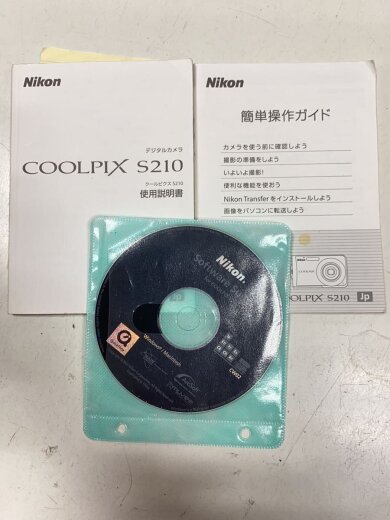 Nikon
デジタルカメラ
COOLPIX S210
クールピクス S210
使用説明書
Nikon
簡単操作ガイド
カメラを使う前に確認しよう
撮影の準備をしよう
いよいよ撮影!
便利な機能を使おう
Nikon Transfer をインストールしよう
画像をパソコンに転送しよう
Nikon
COOLPIX S210 Jp
Nikon
Software
Windows / Macintosh